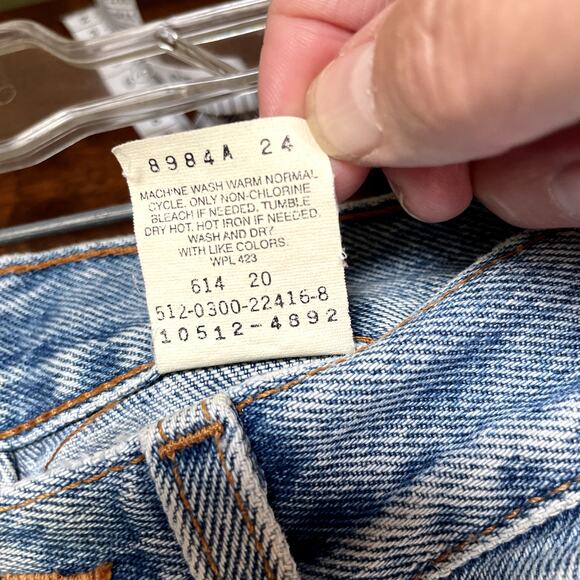 8984A 24
MACHINE WASH WARM NORMAL
CYCLE. ONLY NON-CHLORINE
BLEACH IF NEEDED. TUMBLE
DRY HOT. HOT IRON IF NEEDED.
WASH AND DRY
WITH LIKE COLORS.
WPL 423
614 20
512-0300-22416-8
10512-4892